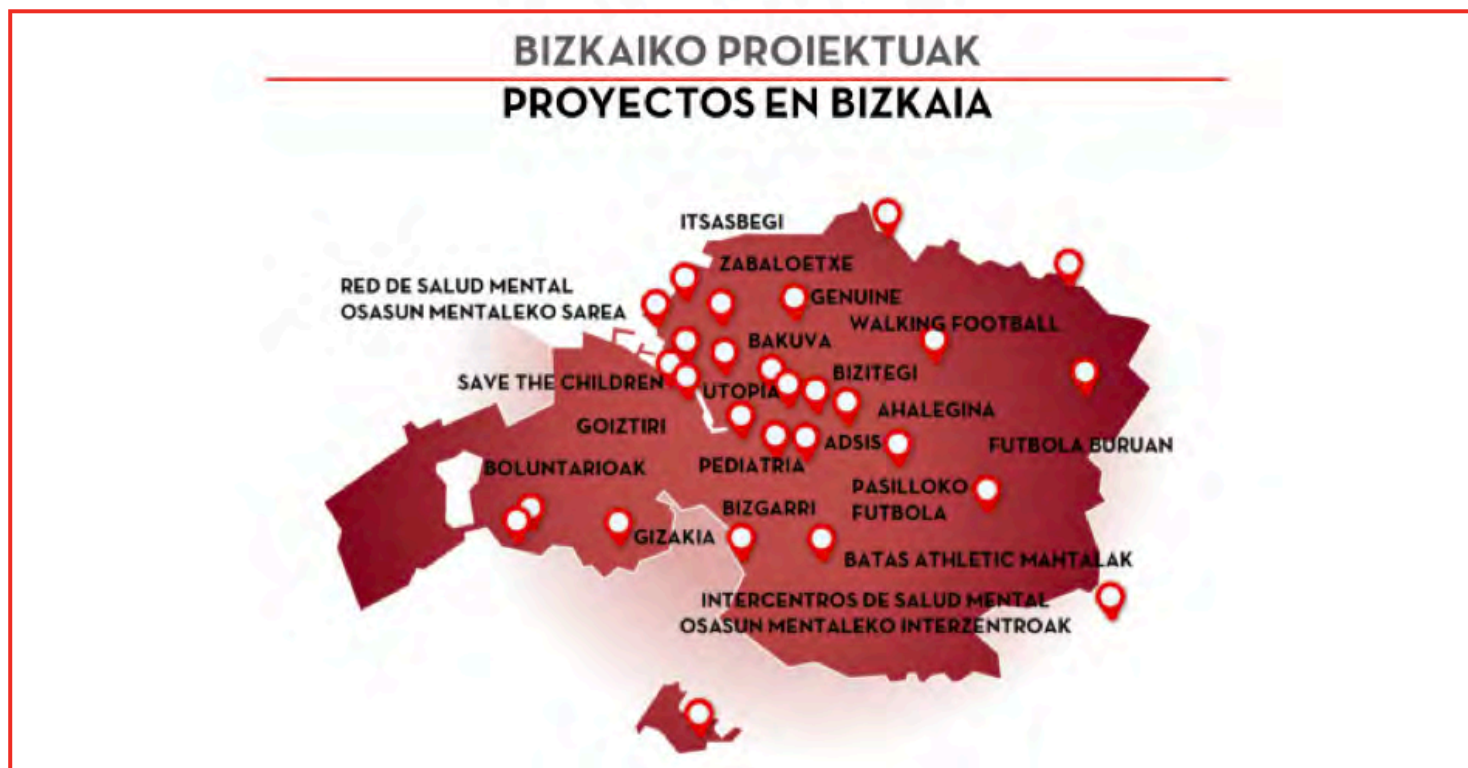 BIZKAIKO PROIEKTUAK
PROYECTOS EN BIZKAIA
ITSASBEGI
ZABALOETXE
RED DE SALUD MENTAL
OSASUN MENTALEKO SAREA
GENUINE
WALKING FOOTBALL
BAKUVA
SAVE THE CHILDREN
UTOPIA
BIZITEGI
AHALEGINA
GOIZTIRI
ADSIS
FUTBOLA BURUAN
BOLUNTARIOAK
PEDIATRIA
PASILLOKO
FUTBOLA
BIZGARRI
GIZAKIA
BATAS ATHLETIC MANTALAK
INTERCENTROS DE SALUD MENTAL
OSASUN MENTALEKO INTERZENTROAK